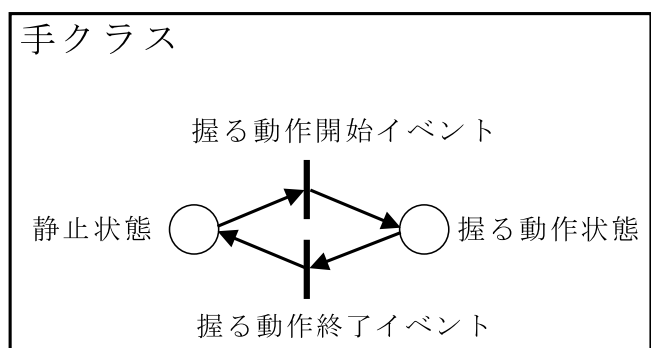 手クラス
握る動作開始イベント
静止状態
握る動作状態
握る動作終了イベント